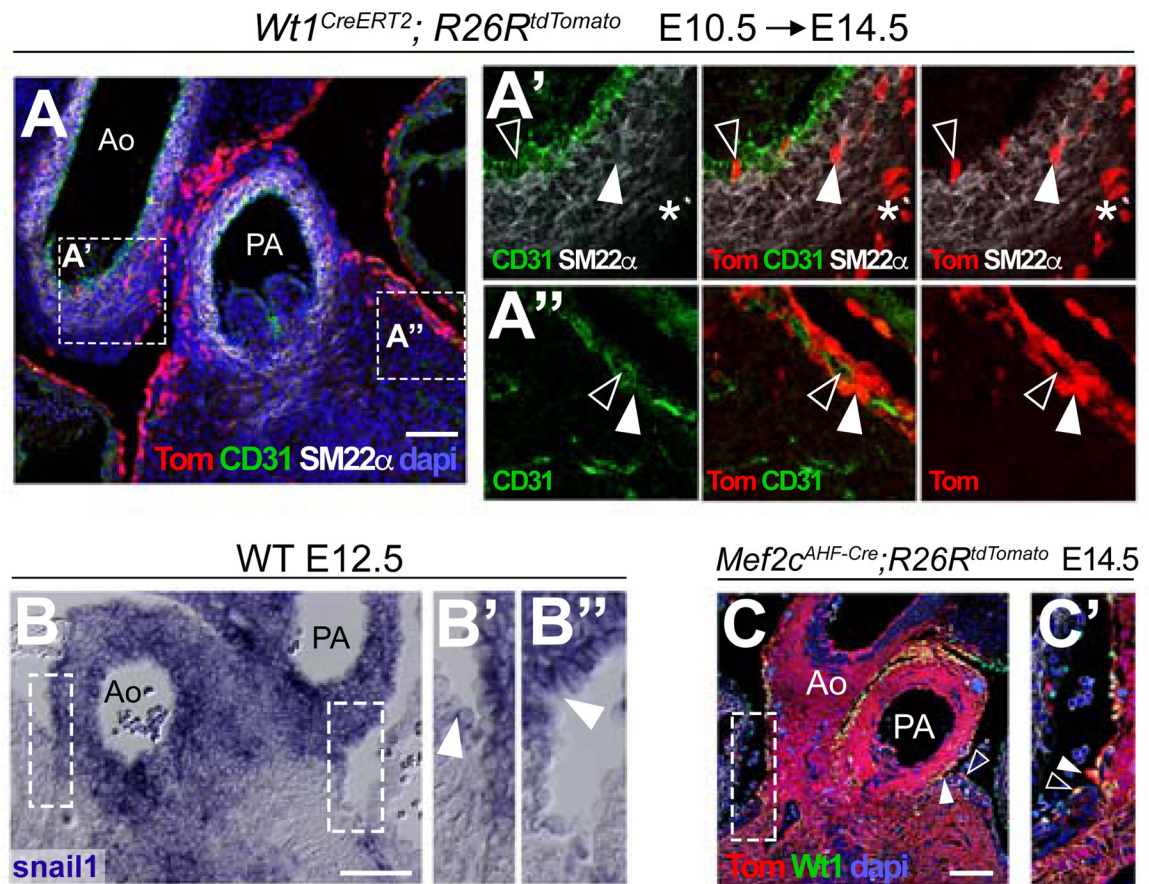 Wt1CreERT2; R26RtdTomato E10.5→E14.5
A
Ao
PA
A’
A’’
Tom CD31 SM22α dapi
A’
*
*
*
CD31 SM22α
Tom CD31 SM22α
Tom SM22α
A’’
CD31
Tom CD31
Tom
WT E12.5
B
PA
Ao
snail1
B’
B’’
Mef2cAHF-Cre;R26RtdTomato E14.5
C
Ao
PA
Tom Wt1 dapi
C’